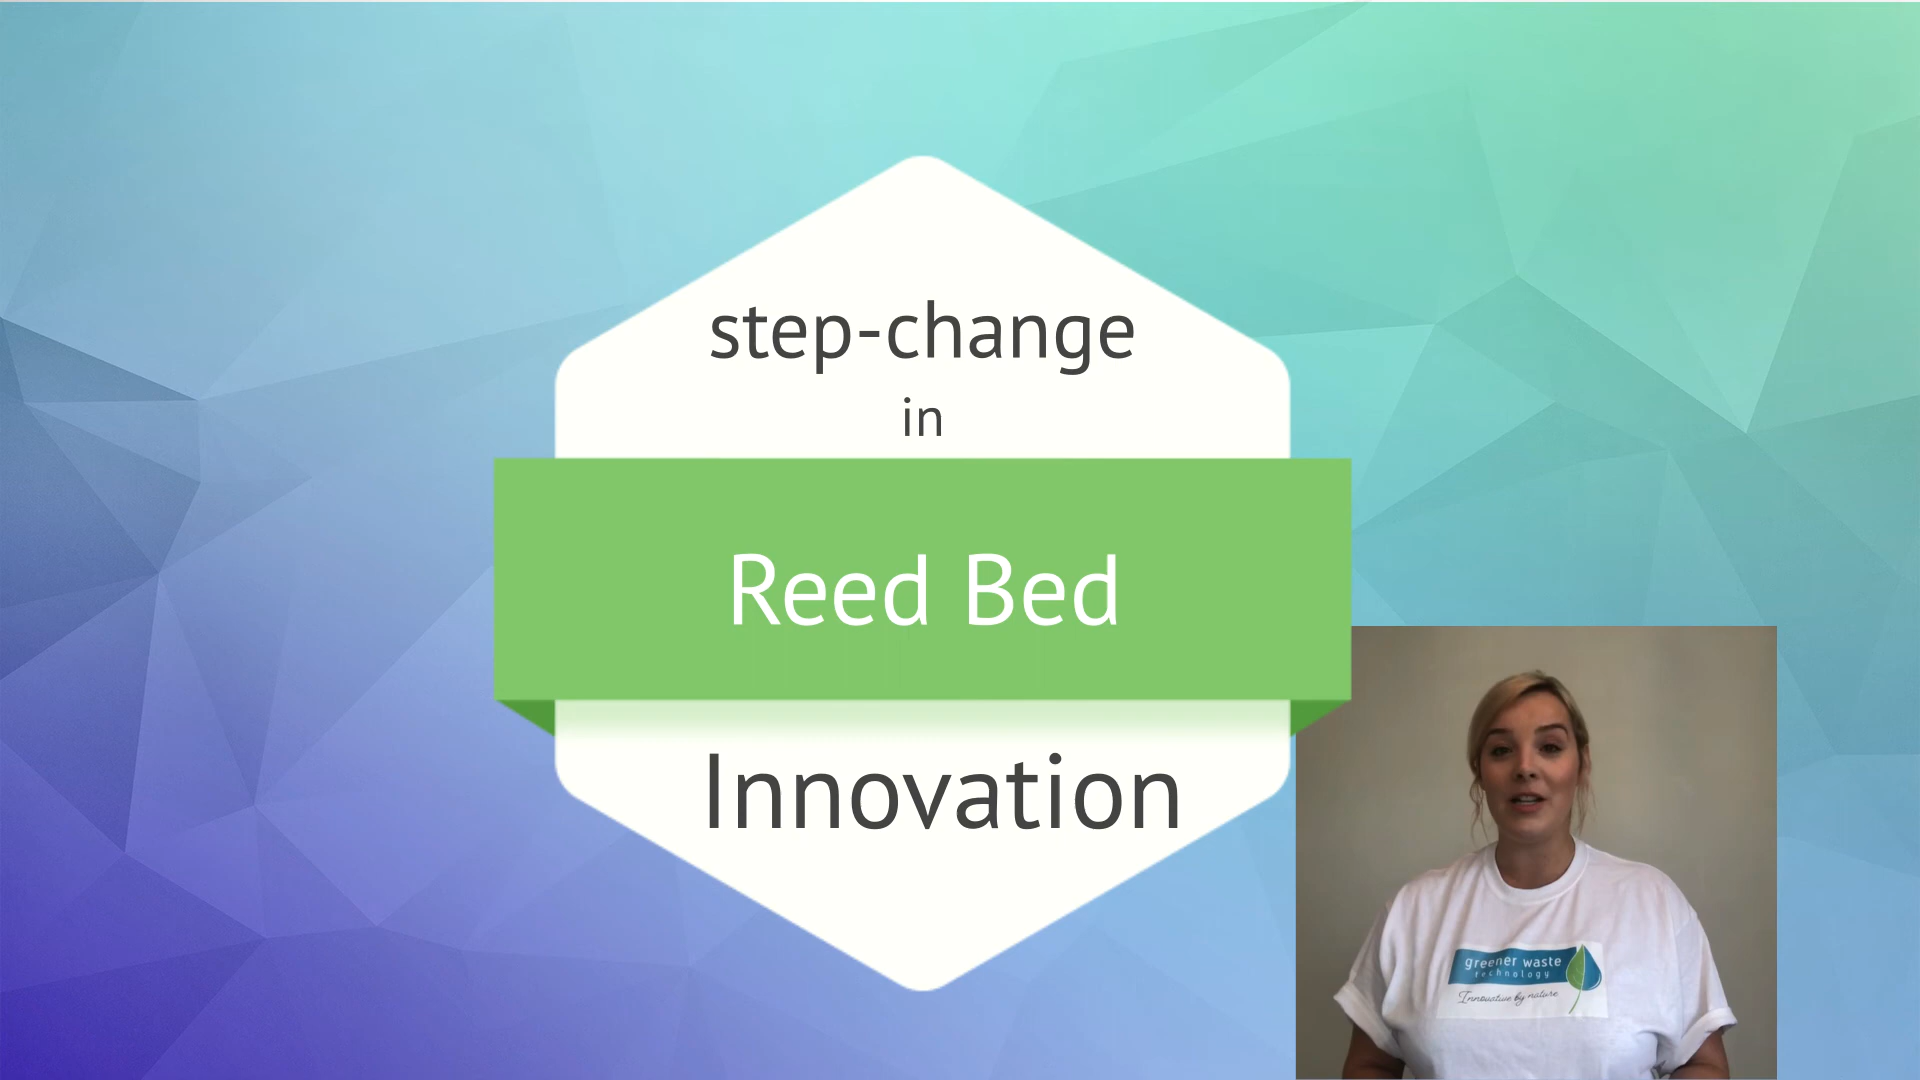 step-change
in
Reed Bed
Innovation
greener waste
technology
Innovative by nature